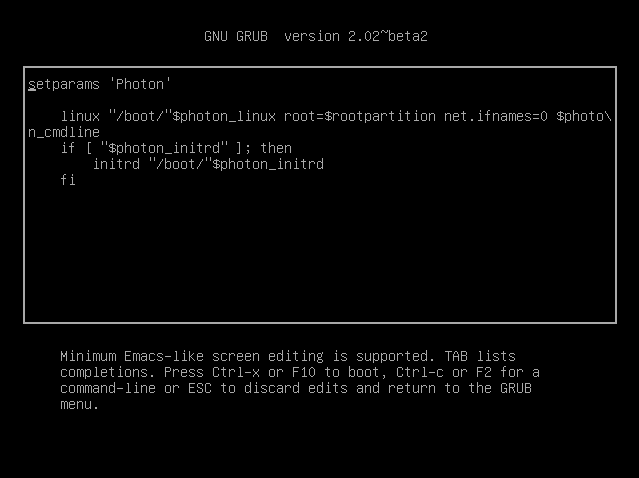 GNU GRUB  version 2.02~beta2
setparams 'Photon'
linux "/boot/"$photon_linux root=$rootpartition net.ifnames=0 $photo\
n_cmdline
if [ "$photon_initrd" ]; then
initrd "/boot/"$photon_initrd
fi
Minimum Emacs-like screen editing is supported. TAB lists
completions. Press Ctrl-x or F10 to boot, Ctrl-c or F2 for a
command-line or ESC to discard edits and return to the GRUB
menu.